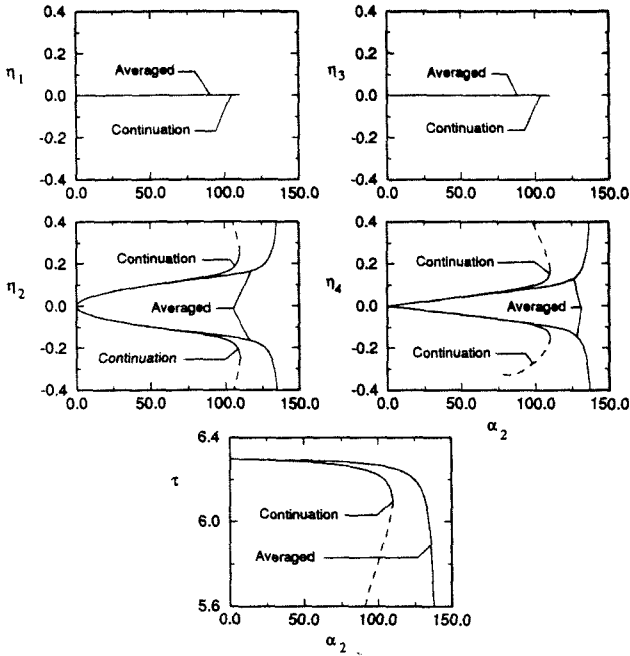 0.4 0.4
0.2 0.2
η1 Averaged η3 Averaged
0.0 0.0
Continuation Continuation
-0.2 -0.2
-0.4 -0.4
0.0 50.0 100.0 150.0 0.0 50.0 100.0 150.0
0.4 0.4
Continuation Continuation
0.2 0.2
η2 0.0 Averaged η4 0.0 Averaged
-0.2 -0.2
Continuation Continuation
-0.4 -0.4
0.0 50.0 100.0 150.0 0.0 50.0 100.0 150.0
α2
6.4
τ
Continuation
6.0
Averaged
5.6
0.0 50.0 100.0 150.0
α2